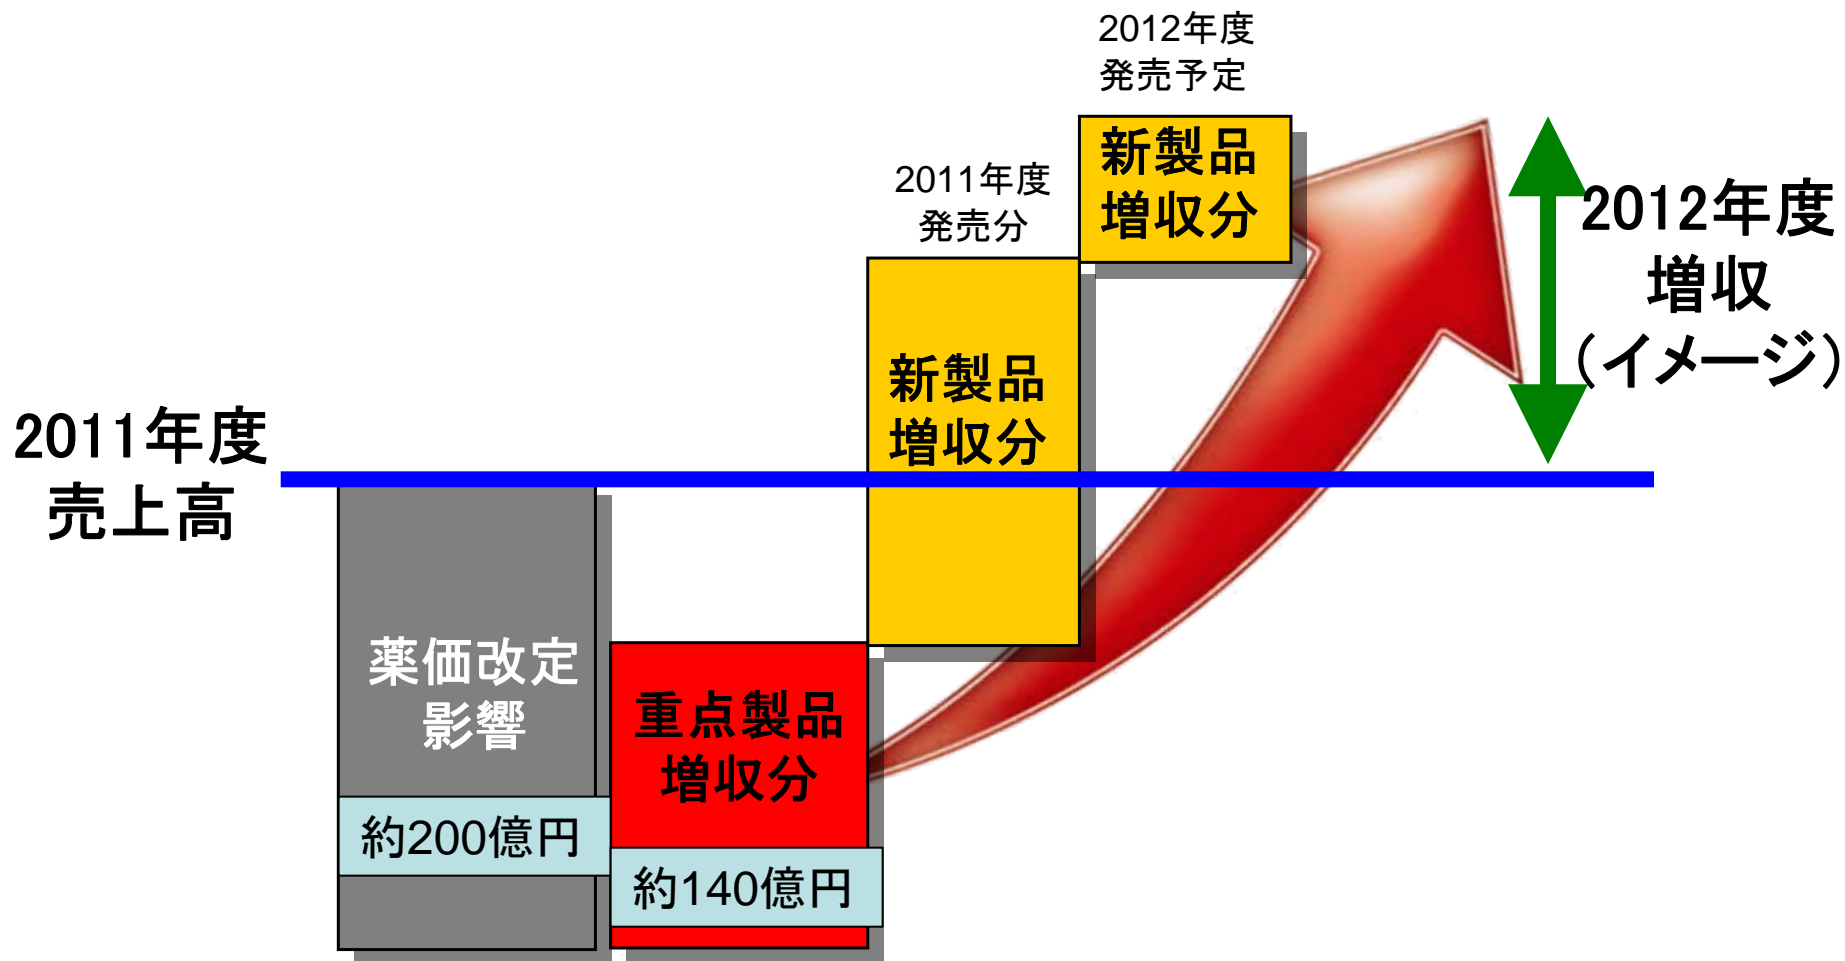 2011年度
売上高
薬価改定
影響
約200億円
重点製品
増収分
約140億円
2011年度
発売分
新製品
増収分
2012年度
発売予定
新製品
増収分
2012年度
増収
（イメージ）